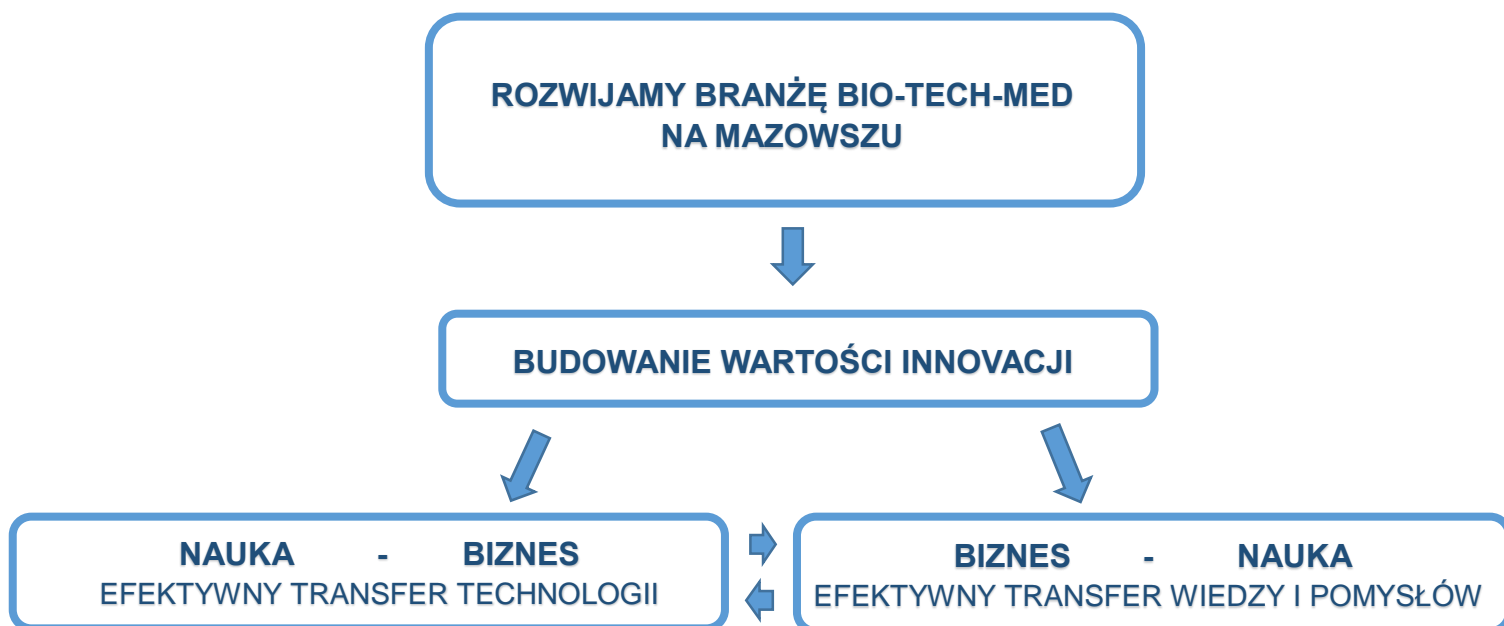 ROZWIJAMY BRANŻĘ BIO-TECH-MED
NA MAZOWSZU
BUDOWANIE WARTOŚCI INNOWACJI
NAUKA - BIZNES
EFEKTYWNY TRANSFER TECHNOLOGII
BIZNES - NAUKA
EFEKTYWNY TRANSFER WIEDZY I POMYSŁÓW